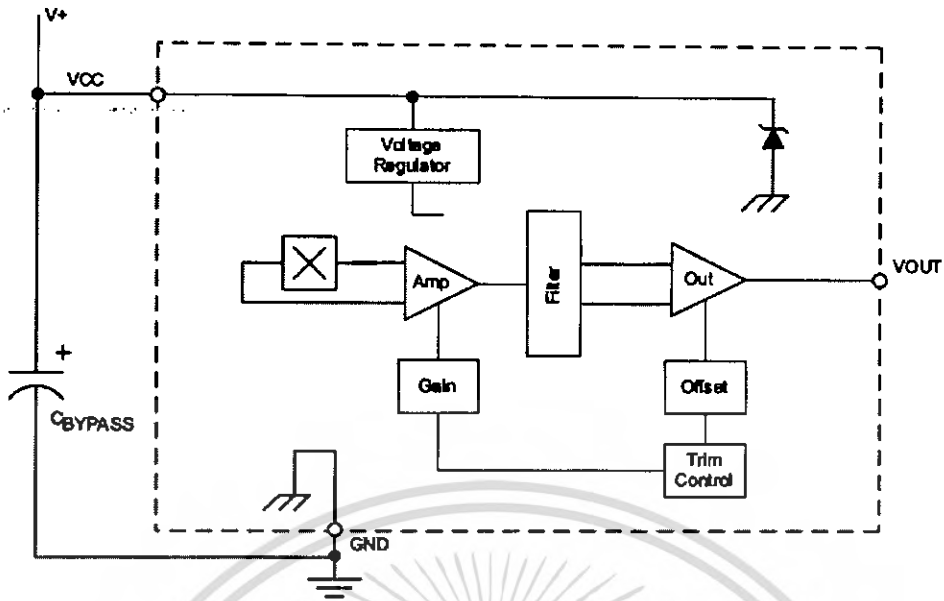 V+
VCC
Voltage
Regulator
Amp
Filter
Out
VOUT
+
CBYPASS
Gain
Offset
Trim
Control
GND